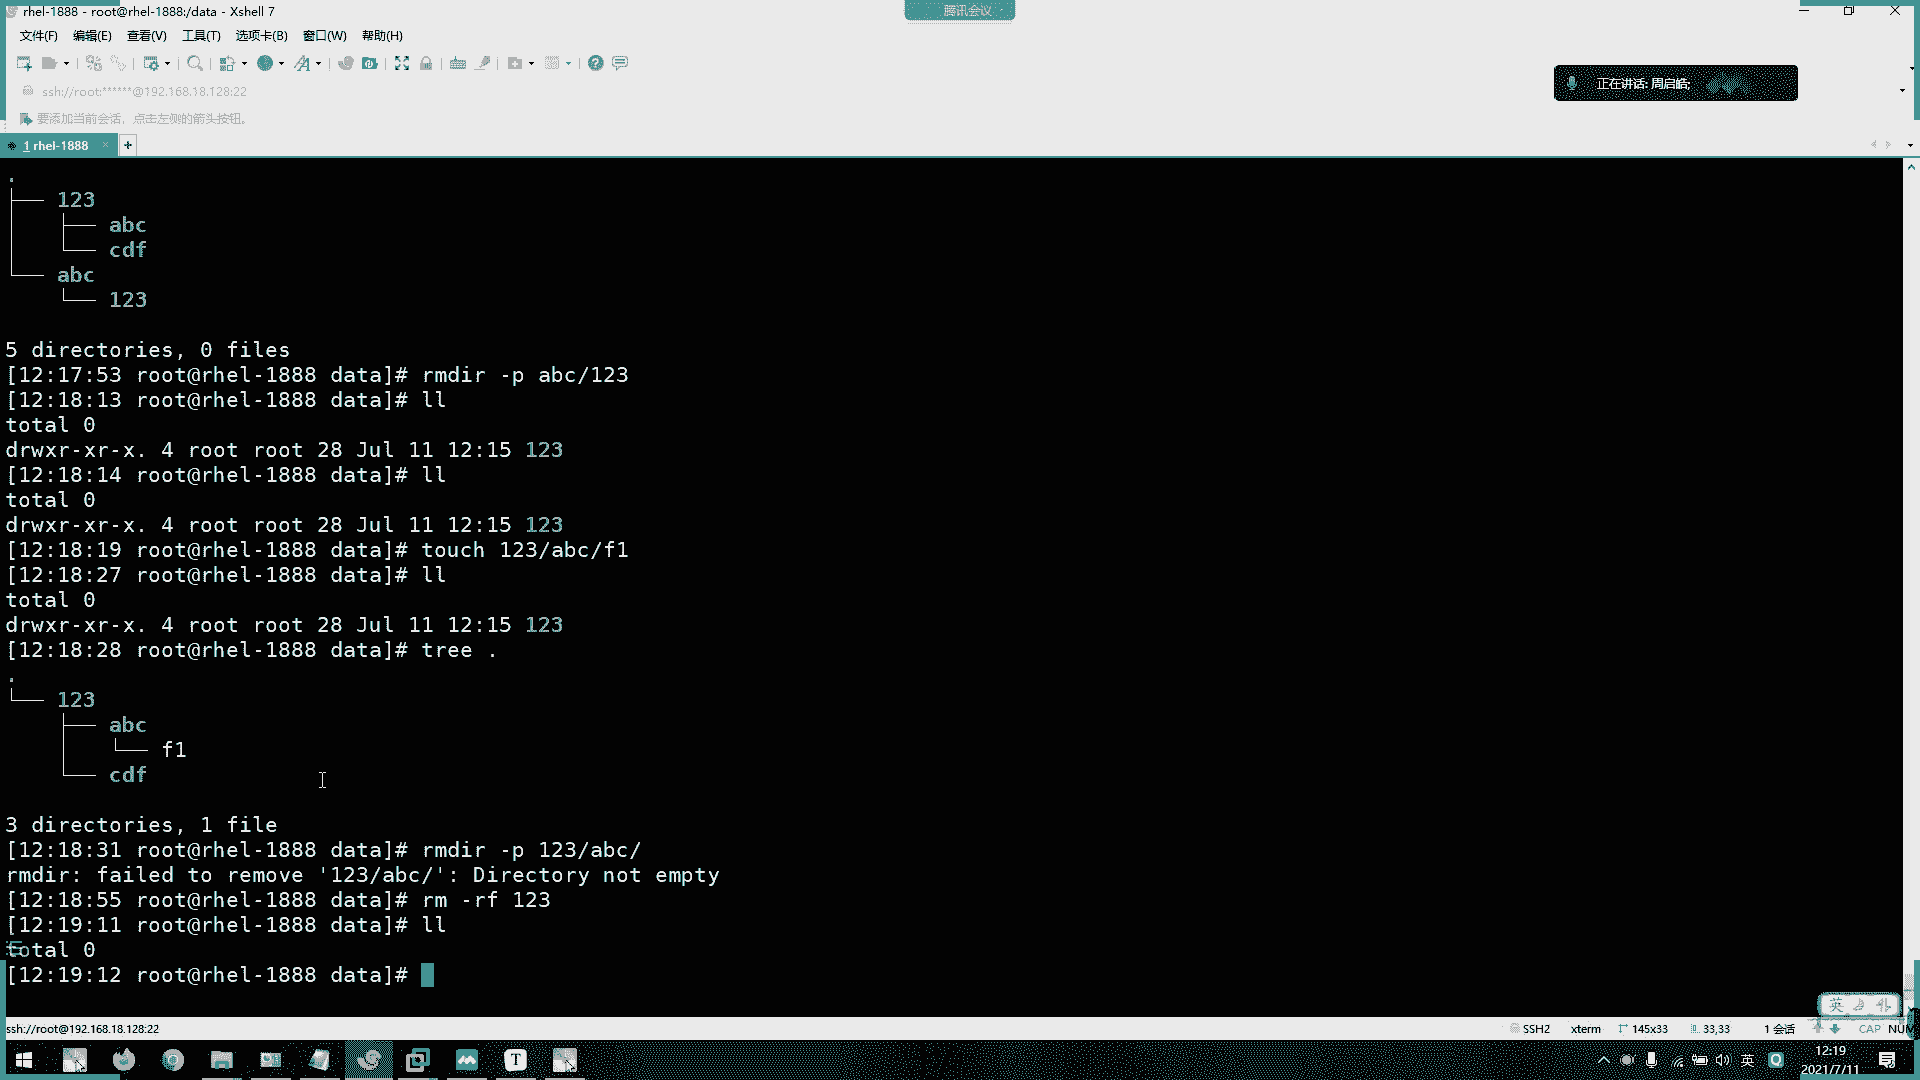 rhel-1888 - root@rhel-1888:/data - Xshell 7
腾讯会议
文件(F) 编辑(E) 查看(V) 工具(T) 选项卡(B) 窗口(W) 帮助(H)
正在讲话: 周启皓;
ssh://root:******@192.168.18.128:22
要添加当前会话，点击左侧的箭头按钮。
1 rhel-1888
.
├── 123
│   ├── abc
│   └── cdf
└── abc
    └── 123
5 directories, 0 files
[12:17:53 root@rhel-1888 data]# rmdir -p abc/123
[12:18:13 root@rhel-1888 data]# ll
total 0
drwxr-xr-x. 4 root root 28 Jul 11 12:15 123
[12:18:14 root@rhel-1888 data]# ll
total 0
drwxr-xr-x. 4 root root 28 Jul 11 12:15 123
[12:18:19 root@rhel-1888 data]# touch 123/abc/f1
[12:18:27 root@rhel-1888 data]# ll
total 0
drwxr-xr-x. 4 root root 28 Jul 11 12:15 123
[12:18:28 root@rhel-1888 data]# tree .
.
└── 123
    ├── abc
    │   └── f1
    └── cdf
3 directories, 1 file
[12:18:31 root@rhel-1888 data]# rmdir -p 123/abc/
rmdir: failed to remove '123/abc/': Directory not empty
[12:18:55 root@rhel-1888 data]# rm -rf 123
[12:19:11 root@rhel-1888 data]# ll
total 0
[12:19:12 root@rhel-1888 data]#
英
ssh://root@192.168.18.128:22 SSH2 xterm 145x33 33,33 1 会话 CAP NUM
T 英 12:19
2021/7/11